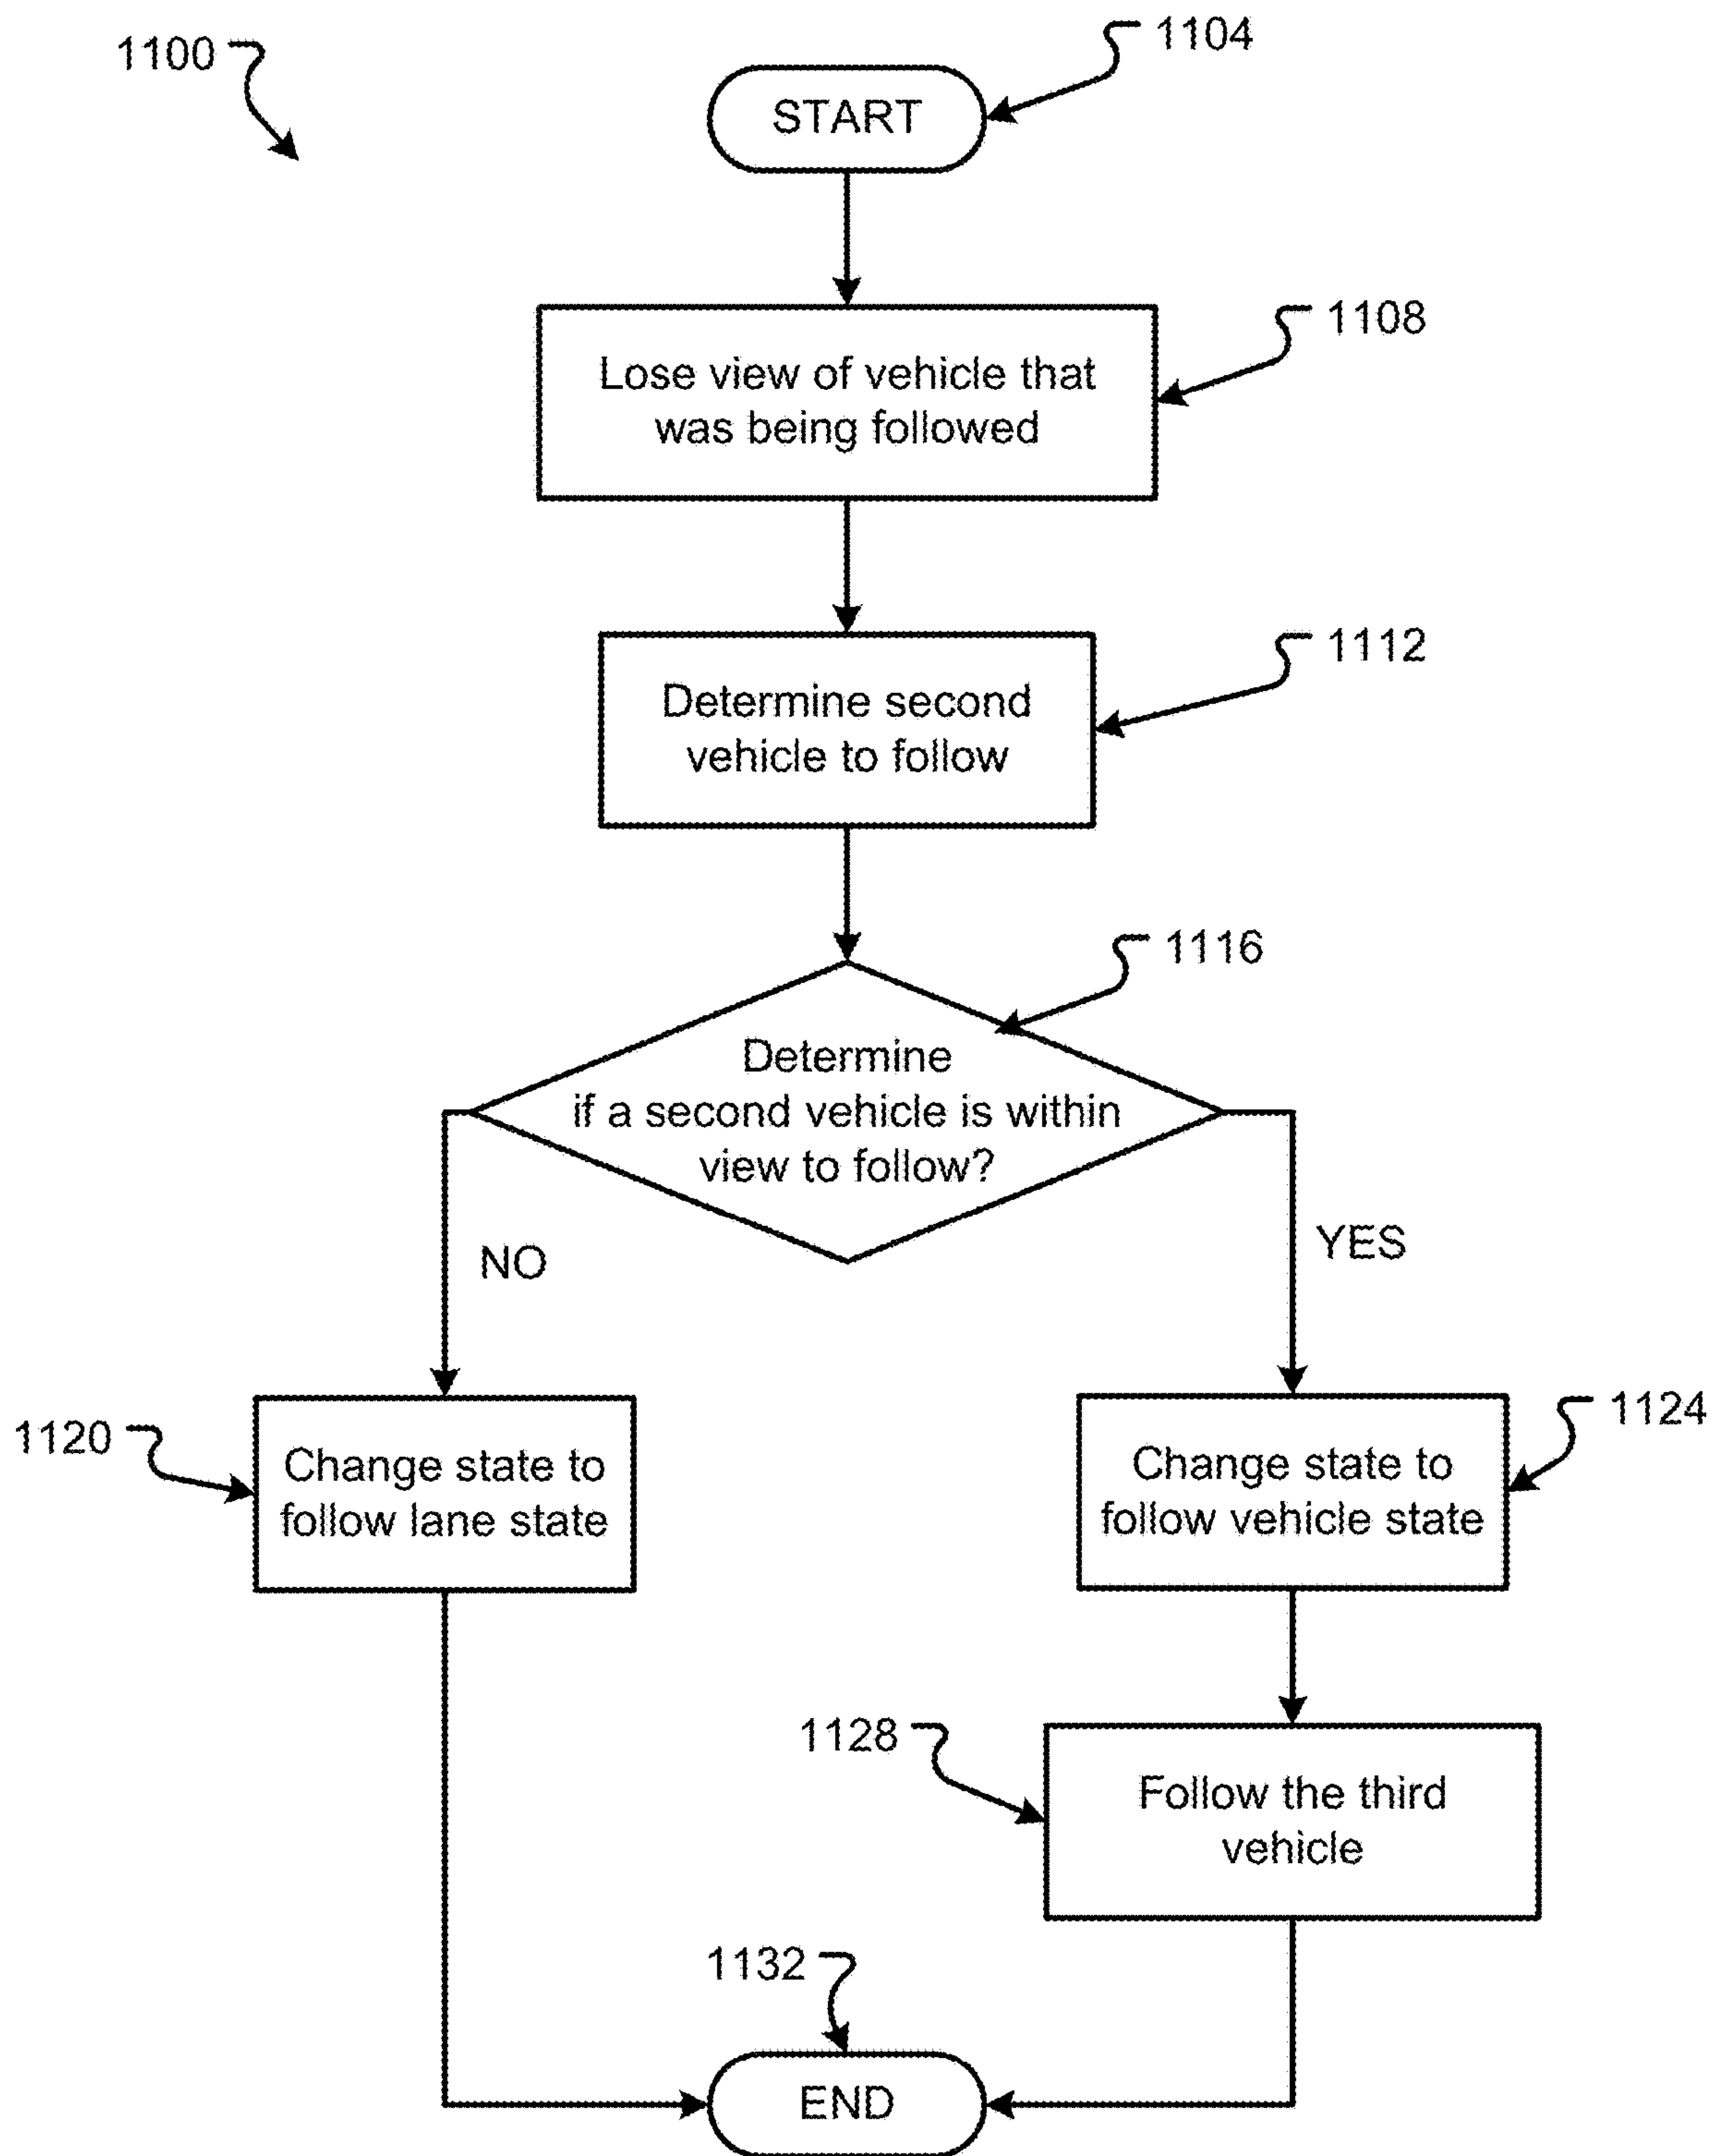 1100
1104
START
1108
Lose view of vehicle that
was being followed
1112
Determine second
vehicle to follow
1116
Determine
if a second vehicle is within
view to follow?
NO
YES
1120
Change state to
follow lane state
1124
Change state to
follow vehicle state
1128
Follow the third
vehicle
1132
END